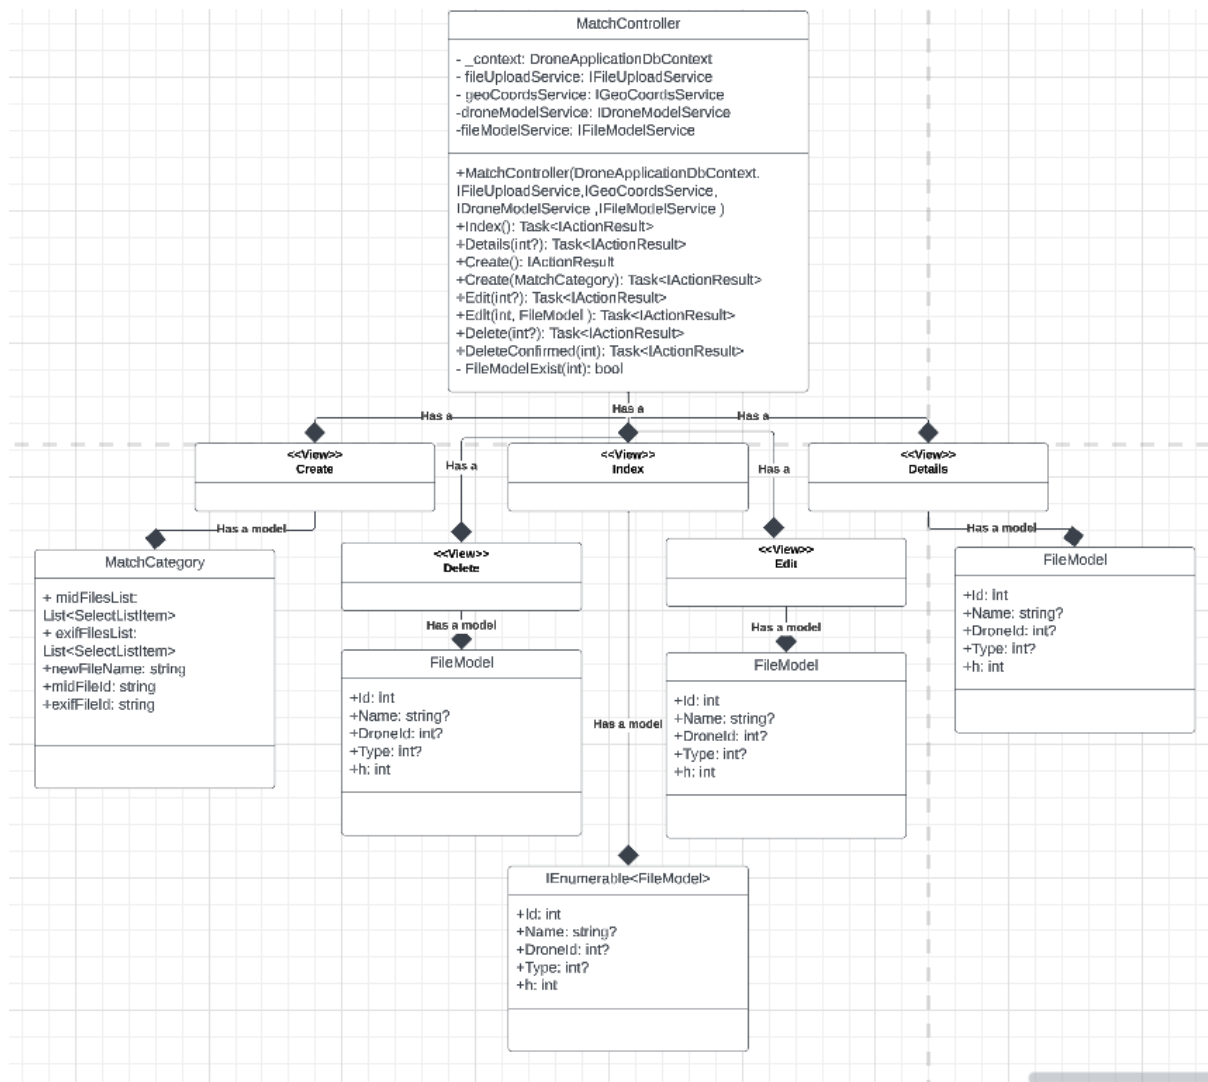 MatchController
- _context: DroneApplicationDbContext
- fileUploadService: IFileUploadService
- geoCoordsService: IGeoCoordsService
-droneModelService: IDroneModelService
-fileModelService: IFileModelService
+MatchController(DroneApplicationDbContext.
IFileUploadService,IGeoCoordsService,
IDroneModelService ,IFileModelService )
+Index(): Task<IActionResult>
+Details(int?): Task<IActionResult>
+Create(): IActionResult
+Create(MatchCategory): Task<IActionResult>
+Edit(int?): Task<IActionResult>
+Edit(int, FileModel ): Task<IActionResult>
+Delete(int?): Task<IActionResult>
+DeleteConfirmed(int): Task<IActionResult>
- FileModelExist(int): bool
Has a
Has a
Has a
<<View>>
Create
<<View>>
Index
<<View>>
Details
Has a
Has a
Has a model
Has a model
MatchCategory
+ midFilesList:
List<SelectListItem>
+ exifFilesList:
List<SelectListItem>
+newFileName: string
+midFileId: string
+exifFileId: string
<<View>>
Delete
Has a model
FileModel
+Id: int
+Name: string?
+DroneId: int?
+Type: int?
+h: int
<<View>>
Edit
Has a model
FileModel
+Id: int
+Name: string?
+DroneId: int?
+Type: int?
+h: int
FileModel
+Id: int
+Name: string?
+DroneId: int?
+Type: int?
+h: int
Has a model
IEnumerable<FileModel>
+Id: int
+Name: string?
+DroneId: int?
+Type: int?
+h: int